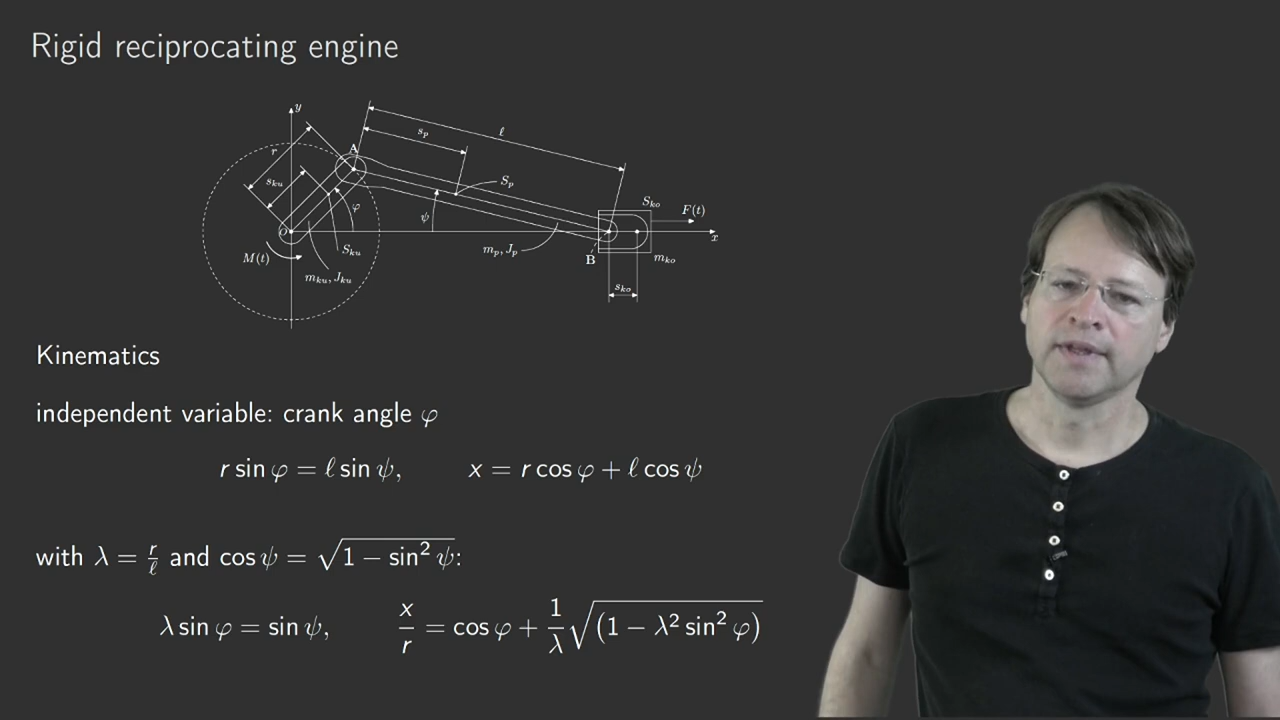 Rigid reciprocating engine
y
ℓ
s_p
A
r
s_ku
S_p
φ
ψ
S_ko
F(t)
O
x
M(t)
S_ku
m_p, J_p
B
m_ko
m_ku, J_ku
s_ko
Kinematics
independent variable: crank angle φ
r sin φ = ℓ sin ψ, x = r cos φ + ℓ cos ψ
with λ = r/ℓ and cos ψ = √(1 − sin² ψ):
λ sin φ = sin ψ, x/r = cos φ + 1/λ √((1 − λ² sin² φ))